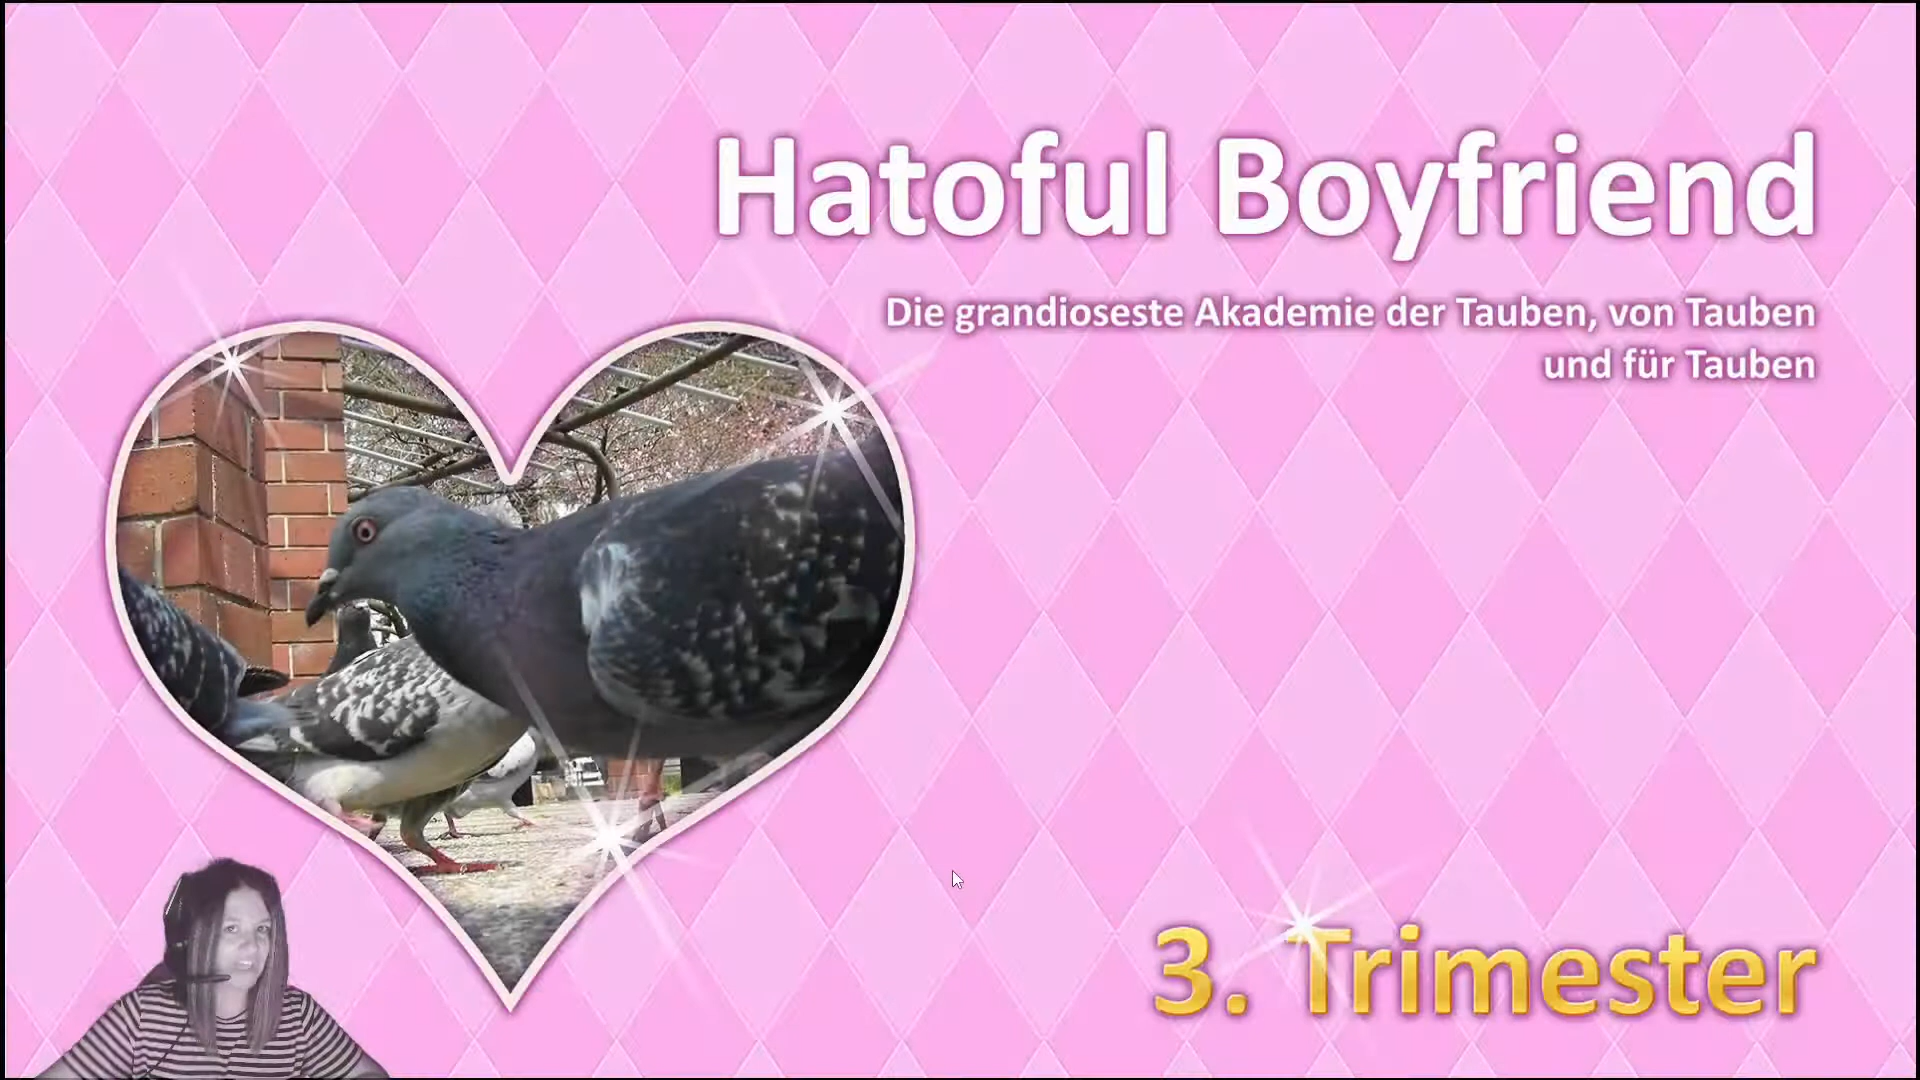 Hatoful Boyfriend
Die grandioseste Akademie der Tauben, von Tauben
und für Tauben
3. Trimester